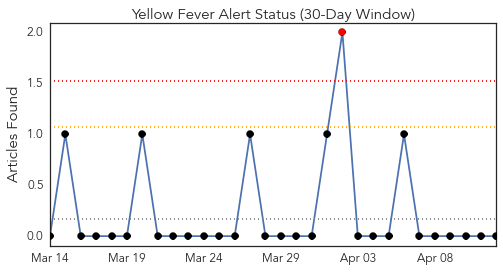 Yellow Fever Alert Status (30-Day Window)
2.0
1.5
1.0
0.5
0.0
Articles Found
Mar 14 Mar 19 Mar 24 Mar 29 Apr 03 Apr 08